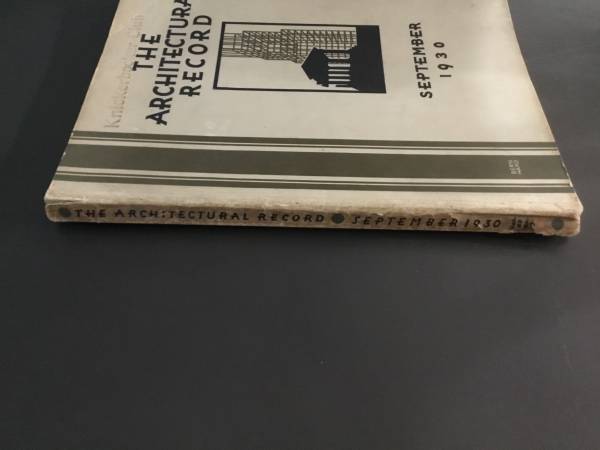 THE
ARCHITECTURAL
RECORD
SEPTEMBER
1930
THE ARCHITECTURAL RECORD SEPTEMBER 1930